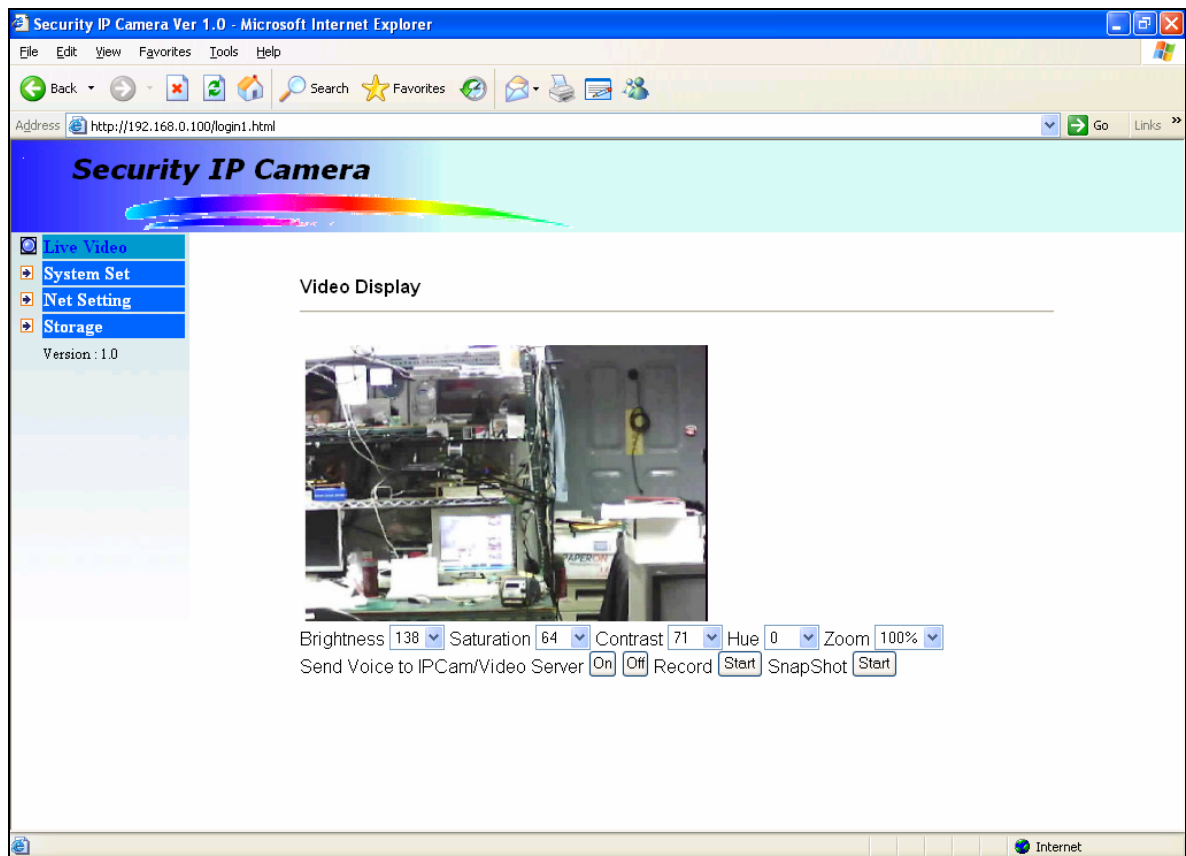 Security IP Camera Ver 1.0 - Microsoft Internet Explorer
File Edit View Favorites Tools Help
Back Search Favorites
Address http://192.168.0.100/login1.html Go Links »
Security IP Camera
Live Video
System Set
Net Setting
Storage
Version : 1.0
Video Display
PAPERON
Brightness 138 Saturation 64 Contrast 71 Hue 0 Zoom 100%
Send Voice to IPCam/Video Server On Off Record Start SnapShot Start
Internet